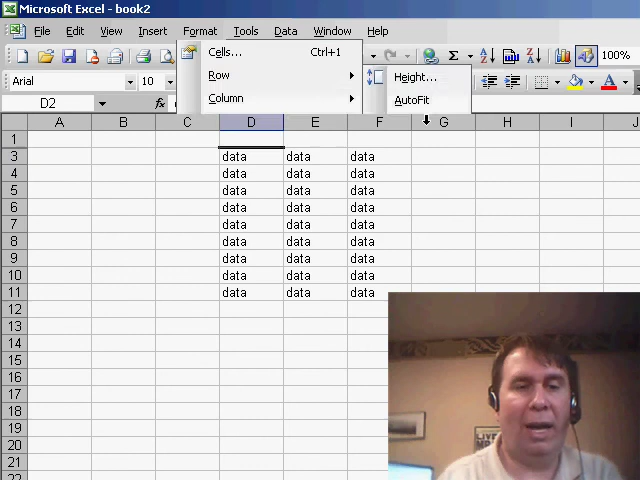 Microsoft Excel - book2
File Edit View Insert Format Tools Data Window Help
Cells... Ctrl+1
Row
Column
Height...
AutoFit
Σ 100%
Arial 10 B
D2 fx
A B C D E F G H I J
1
3 data data data
4 data data data
5 data data data
6 data data data
7 data data data
8 data data data
9 data data data
10 data data data
11 data data data
12
13
14
15
16
17
18
19
20
21
22
LIVE